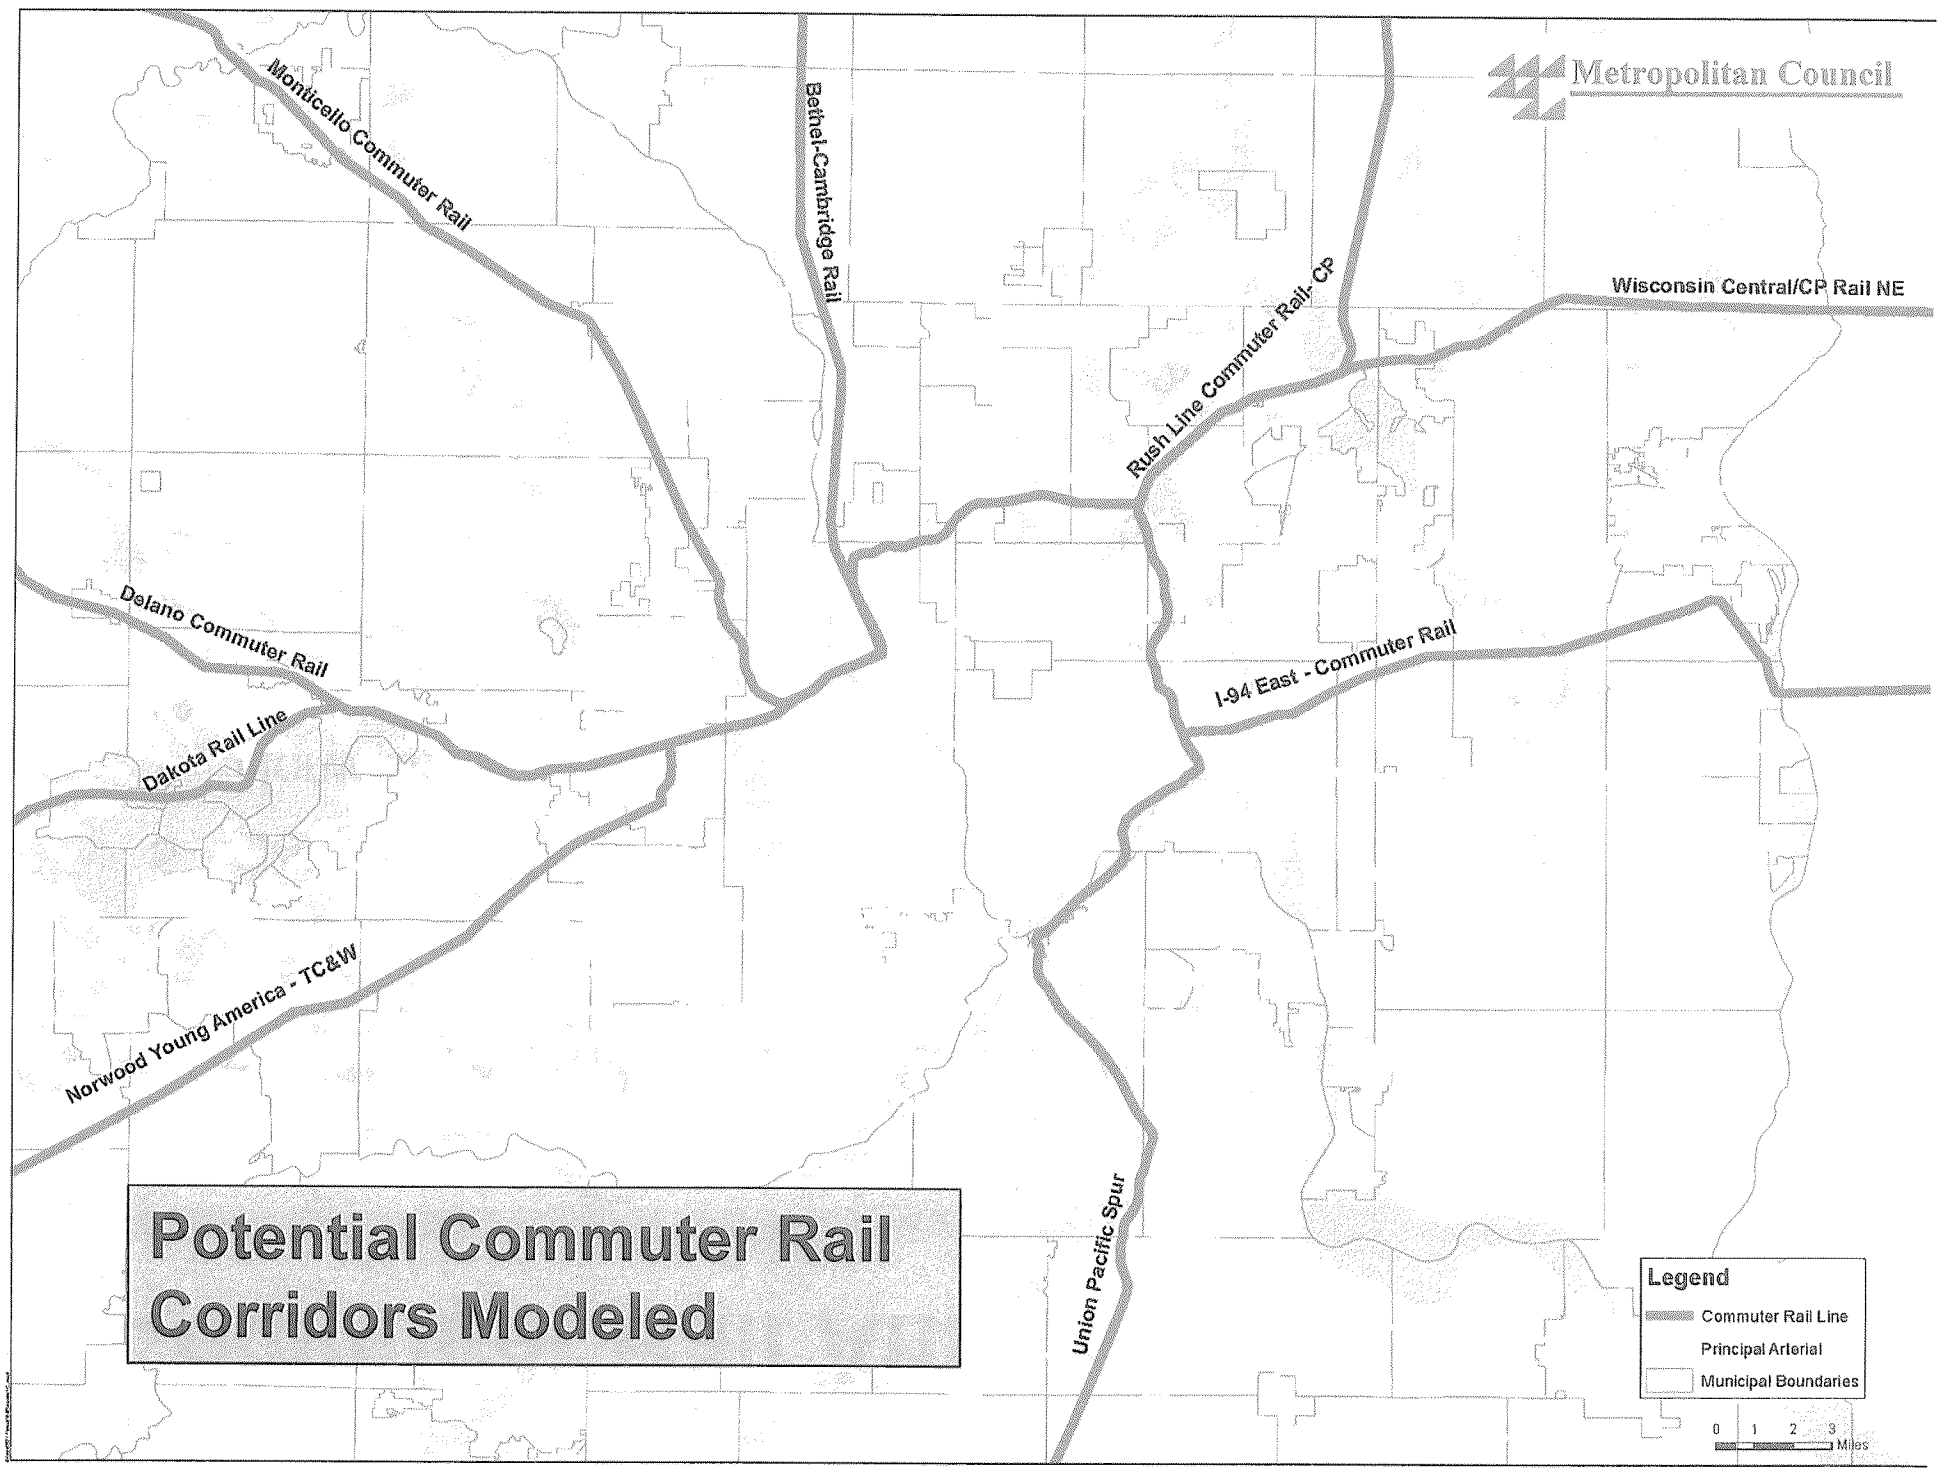 Metropolitan Council
Monticello Commuter Rail
Bethel-Cambridge Rail
Rush Line Commuter Rail- CP
Wisconsin Central/CP Rail NE
Delano Commuter Rail
I-94 East - Commuter Rail
Dakota Rail Line
Norwood Young America - TC&W
Union Pacific Spur
Potential Commuter Rail
Corridors Modeled
Legend
Commuter Rail Line
Principal Arterial
Municipal Boundaries
0 1 2 3
Miles